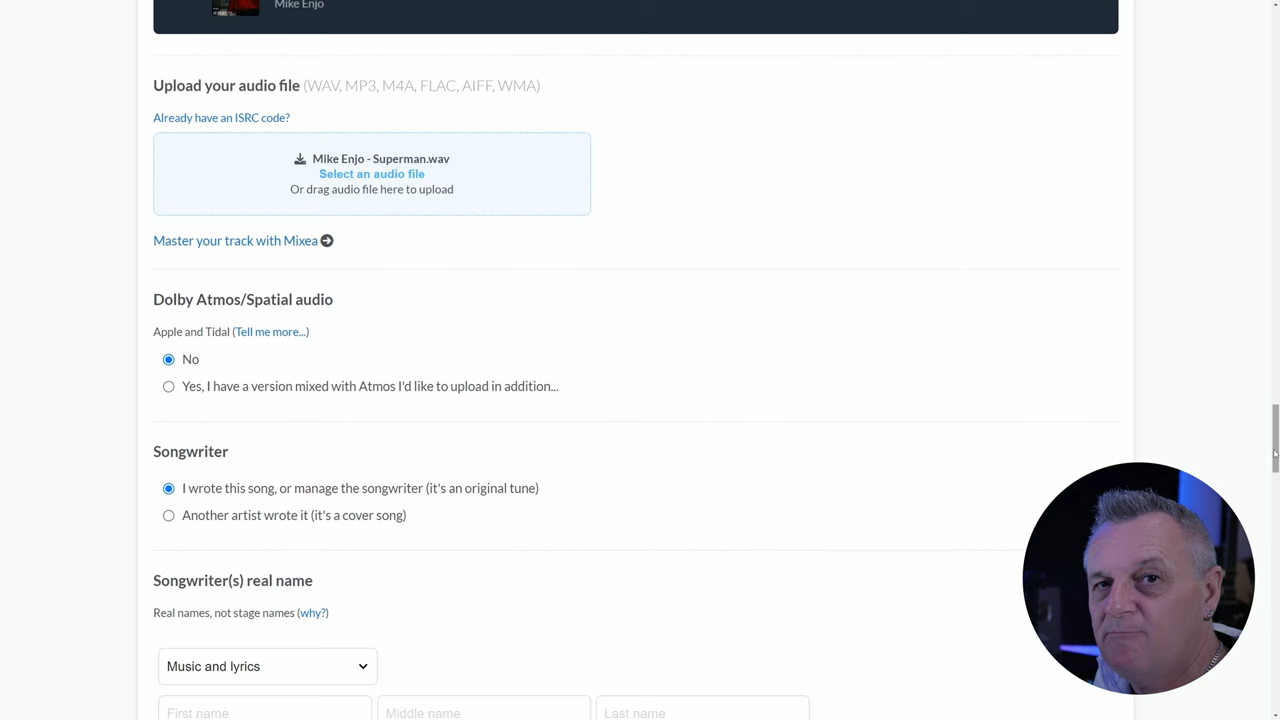 Mike Enjo
Upload your audio file (WAV, MP3, M4A, FLAC, AIFF, WMA)
Already have an ISRC code?
Mike Enjo - Superman.wav
Select an audio file
Or drag audio file here to upload
Master your track with Mixea
Dolby Atmos/Spatial audio
Apple and Tidal (Tell me more...)
No
Yes, I have a version mixed with Atmos I'd like to upload in addition...
Songwriter
I wrote this song, or manage the songwriter (it's an original tune)
Another artist wrote it (it's a cover song)
Songwriter(s) real name
Real names, not stage names (why?)
Music and lyrics
First name Middle name Last name